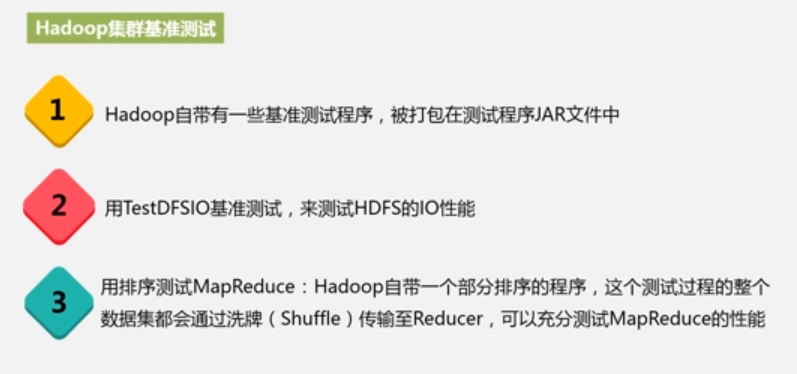 Hadoop集群基准测试
1
Hadoop自带有一些基准测试程序，被打包在测试程序JAR文件中
2
用TestDFSIO基准测试，来测试HDFS的IO性能
3
用排序测试MapReduce：Hadoop自带一个部分排序的程序，这个测试过程的整个
数据集都会通过洗牌（Shuffle）传输至Reducer，可以充分测试MapReduce的性能